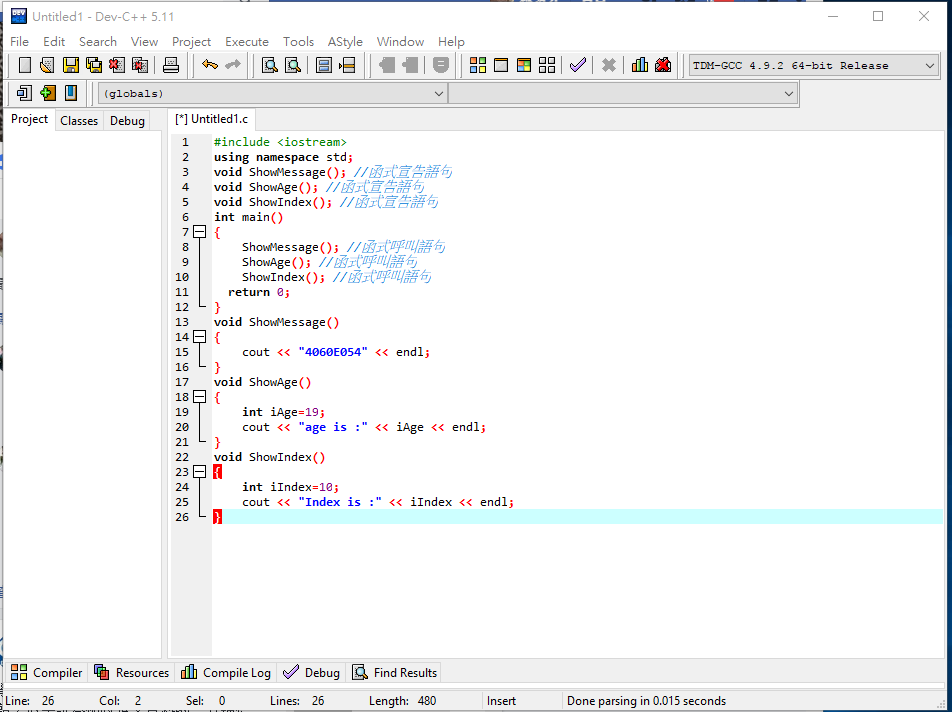 Untitled1 - Dev-C++ 5.11
File Edit Search View Project Execute Tools AStyle Window Help
TDM-GCC 4.9.2 64-bit Release
(globals)
Project Classes Debug [*] Untitled1.c
1 #include <iostream>
2 using namespace std;
3 void ShowMessage(); //函式宣告語句
4 void ShowAge(); //函式宣告語句
5 void ShowIndex(); //函式宣告語句
6 int main()
7 {
8 ShowMessage(); //函式呼叫語句
9 ShowAge(); //函式呼叫語句
10 ShowIndex(); //函式呼叫語句
11 return 0;
12 }
13 void ShowMessage()
14 {
15 cout << "4060E054" << endl;
16 }
17 void ShowAge()
18 {
19 int iAge=19;
20 cout << "age is :" << iAge << endl;
21 }
22 void ShowIndex()
23 {
24 int iIndex=10;
25 cout << "Index is :" << iIndex << endl;
26 }
Compiler Resources Compile Log Debug Find Results
Line: 26 Col: 2 Sel: 0 Lines: 26 Length: 480 Insert Done parsing in 0.015 seconds